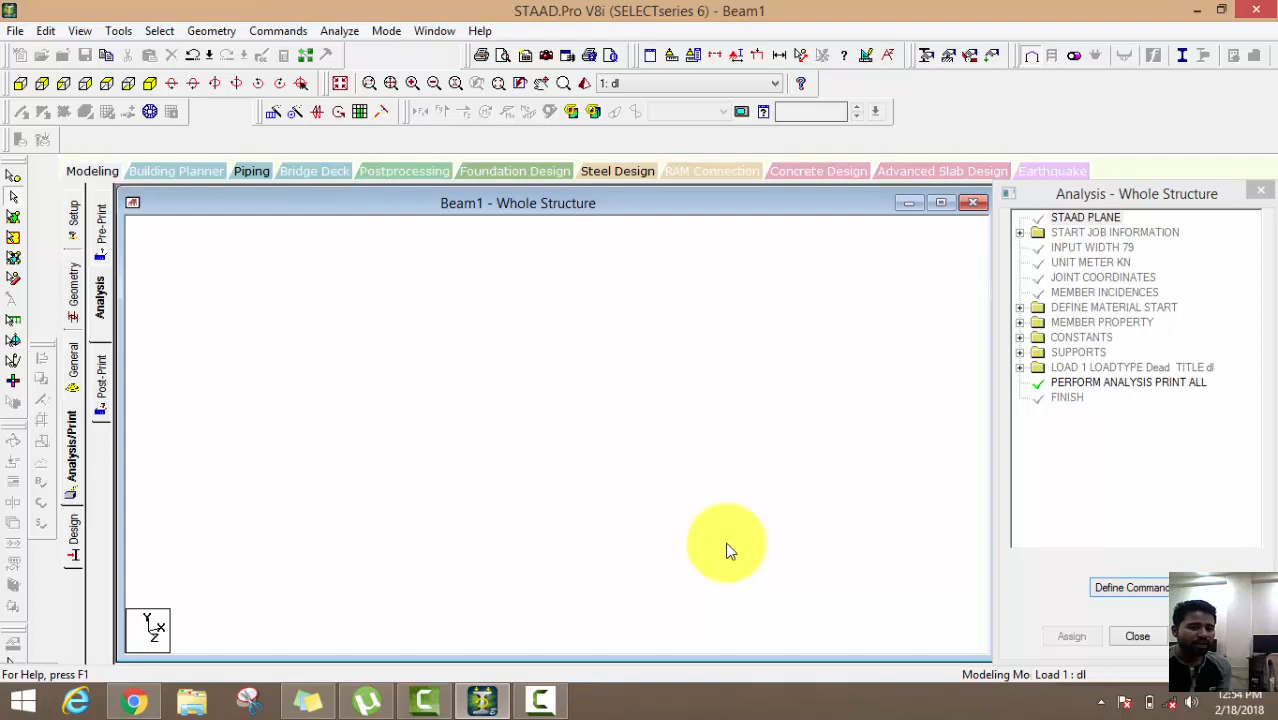 STAAD.Pro V8i (SELECTseries 6) - Beam1
File Edit View Tools Select Geometry Commands Analyze Mode Window Help
1: dl
Modeling Building Planner Piping Bridge Deck Postprocessing Foundation Design Steel Design RAM Connection Concrete Design Advanced Slab Design Earthquake
Setup
Geometry
General
Analysis/Print
Design
Pre-Print
Analysis
Post-Print
Beam1 - Whole Structure
Y
X
Z
Analysis - Whole Structure
STAAD PLANE
START JOB INFORMATION
INPUT WIDTH 79
UNIT METER KN
JOINT COORDINATES
MEMBER INCIDENCES
DEFINE MATERIAL START
MEMBER PROPERTY
CONSTANTS
SUPPORTS
LOAD 1 LOADTYPE Dead TITLE dl
PERFORM ANALYSIS PRINT ALL
FINISH
Define Comman
Assign Close
For Help, press F1
Modeling Mo Load 1 : dl
12:54 PM
2/18/2018